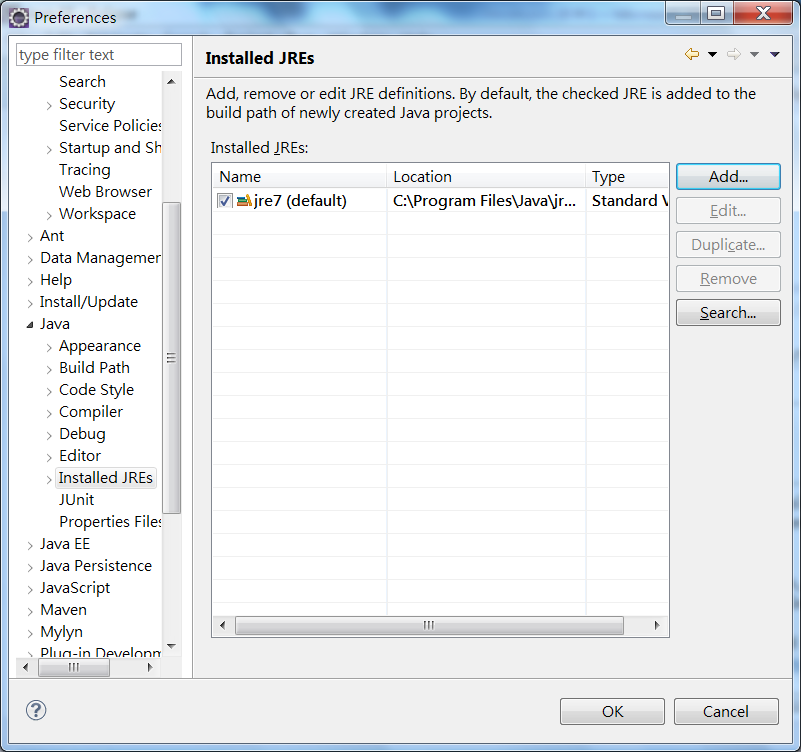 Preferences
type filter text
Search
Security
Service Policies
Startup and Sh
Tracing
Web Browser
Workspace
Ant
Data Managemer
Help
Install/Update
Java
Appearance
Build Path
Code Style
Compiler
Debug
Editor
Installed JREs
JUnit
Properties Files
Java EE
Java Persistence
JavaScript
Maven
Mylyn
Plug-in Developm
Installed JREs
Add, remove or edit JRE definitions. By default, the checked JRE is added to the
build path of newly created Java projects.
Installed JREs:
Name Location Type
jre7 (default) C:\Program Files\Java\jr... Standard V
Add...
Edit...
Duplicate...
Remove
Search...
OK Cancel